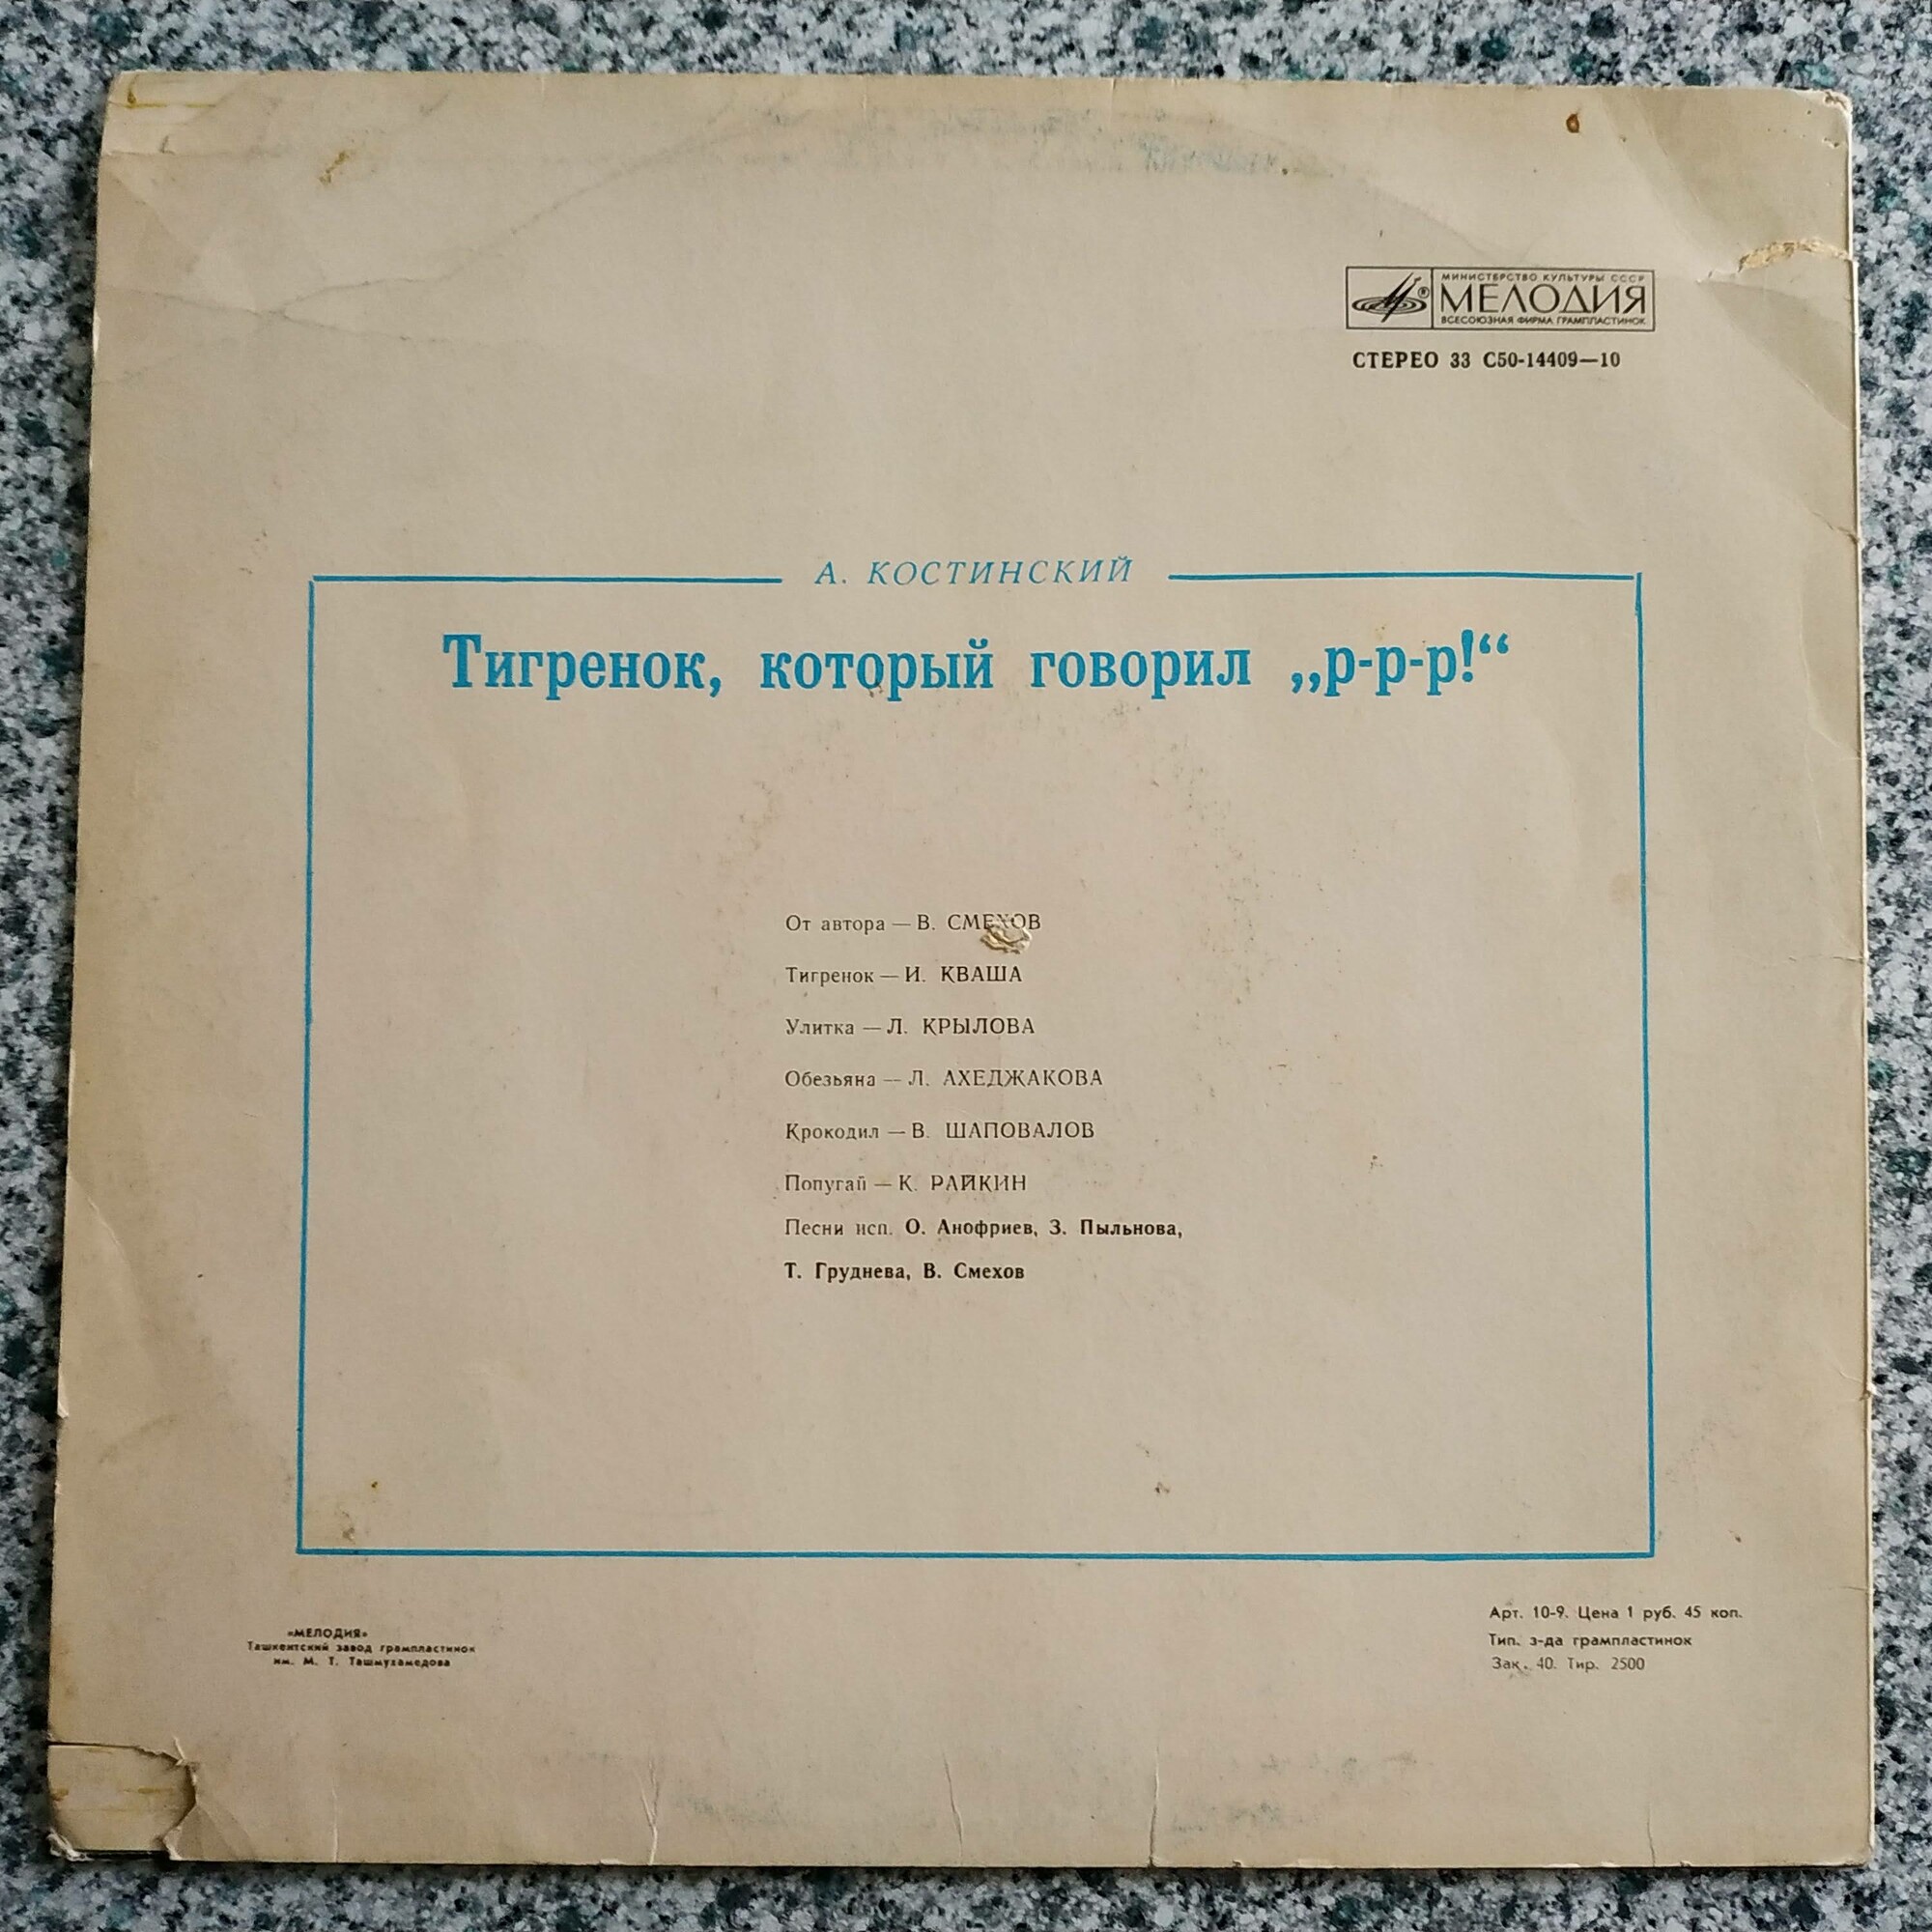 МИНИСТЕРСТВО КУЛЬТУРЫ СССР
МЕЛОДИЯ
ВСЕСОЮЗНАЯ ФИРМА ГРАМПЛАСТИНОК
СТЕРЕО 33 С50-14409—10
А. КОСТИНСКИЙ
Тигренок, который говорил „р-р-р!“
От автора — В. СМЕХОВ
Тигренок — И. КВАША
Улитка — Л. КРЫЛОВА
Обезьяна — Л. АХЕДЖАКОВА
Крокодил — В. ШАПОВАЛОВ
Попугай — К. РАЙКИН
Песни исп. О. Анофриев, З. Пыльнова,
Т. Груднева, В. Смехов
«МЕЛОДИЯ»
Ташкентский завод грампластинок
им. М. Т. Ташмухамедова
Арт. 10-9. Цена 1 руб. 45 коп.
Тип. з-да грампластинок
Зак. 40. Тир. 2500